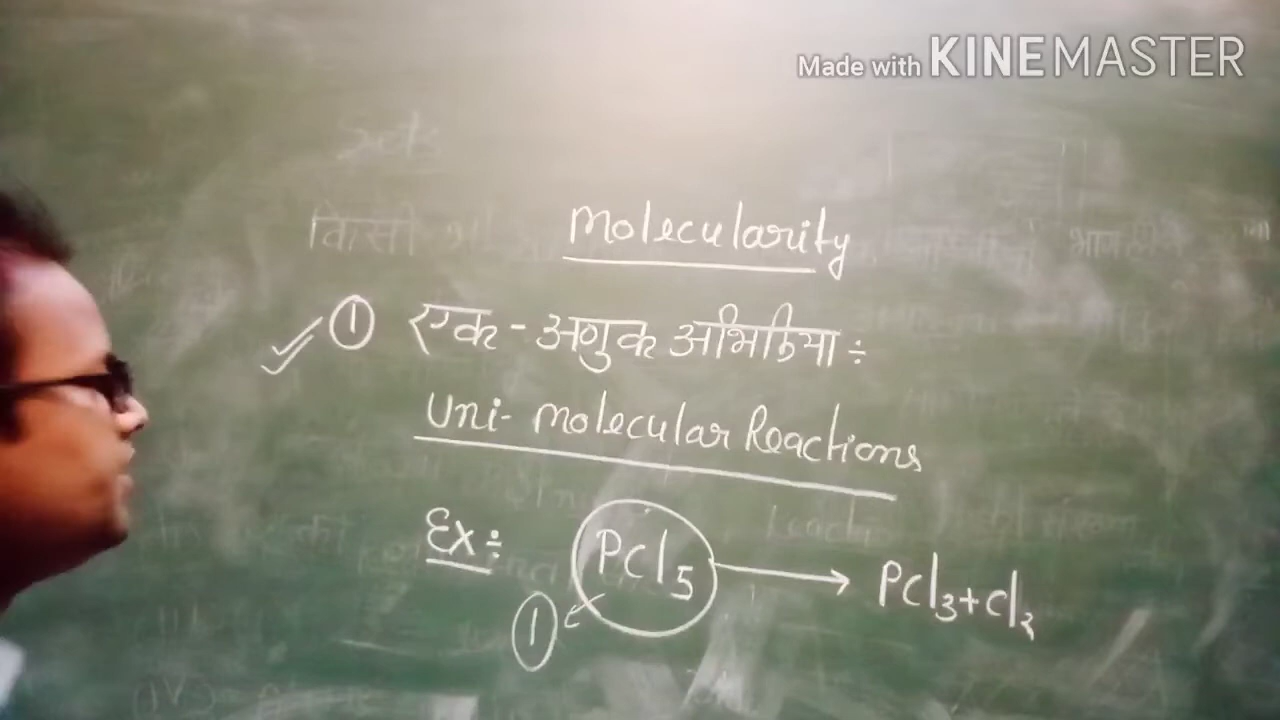 Made with KINEMASTER
Molecularity
① एक - अणुक अभिक्रिया ÷
Uni- molecular Reactions
Ex ÷ PCl5 ⟶ PCl3 + Cl2
①